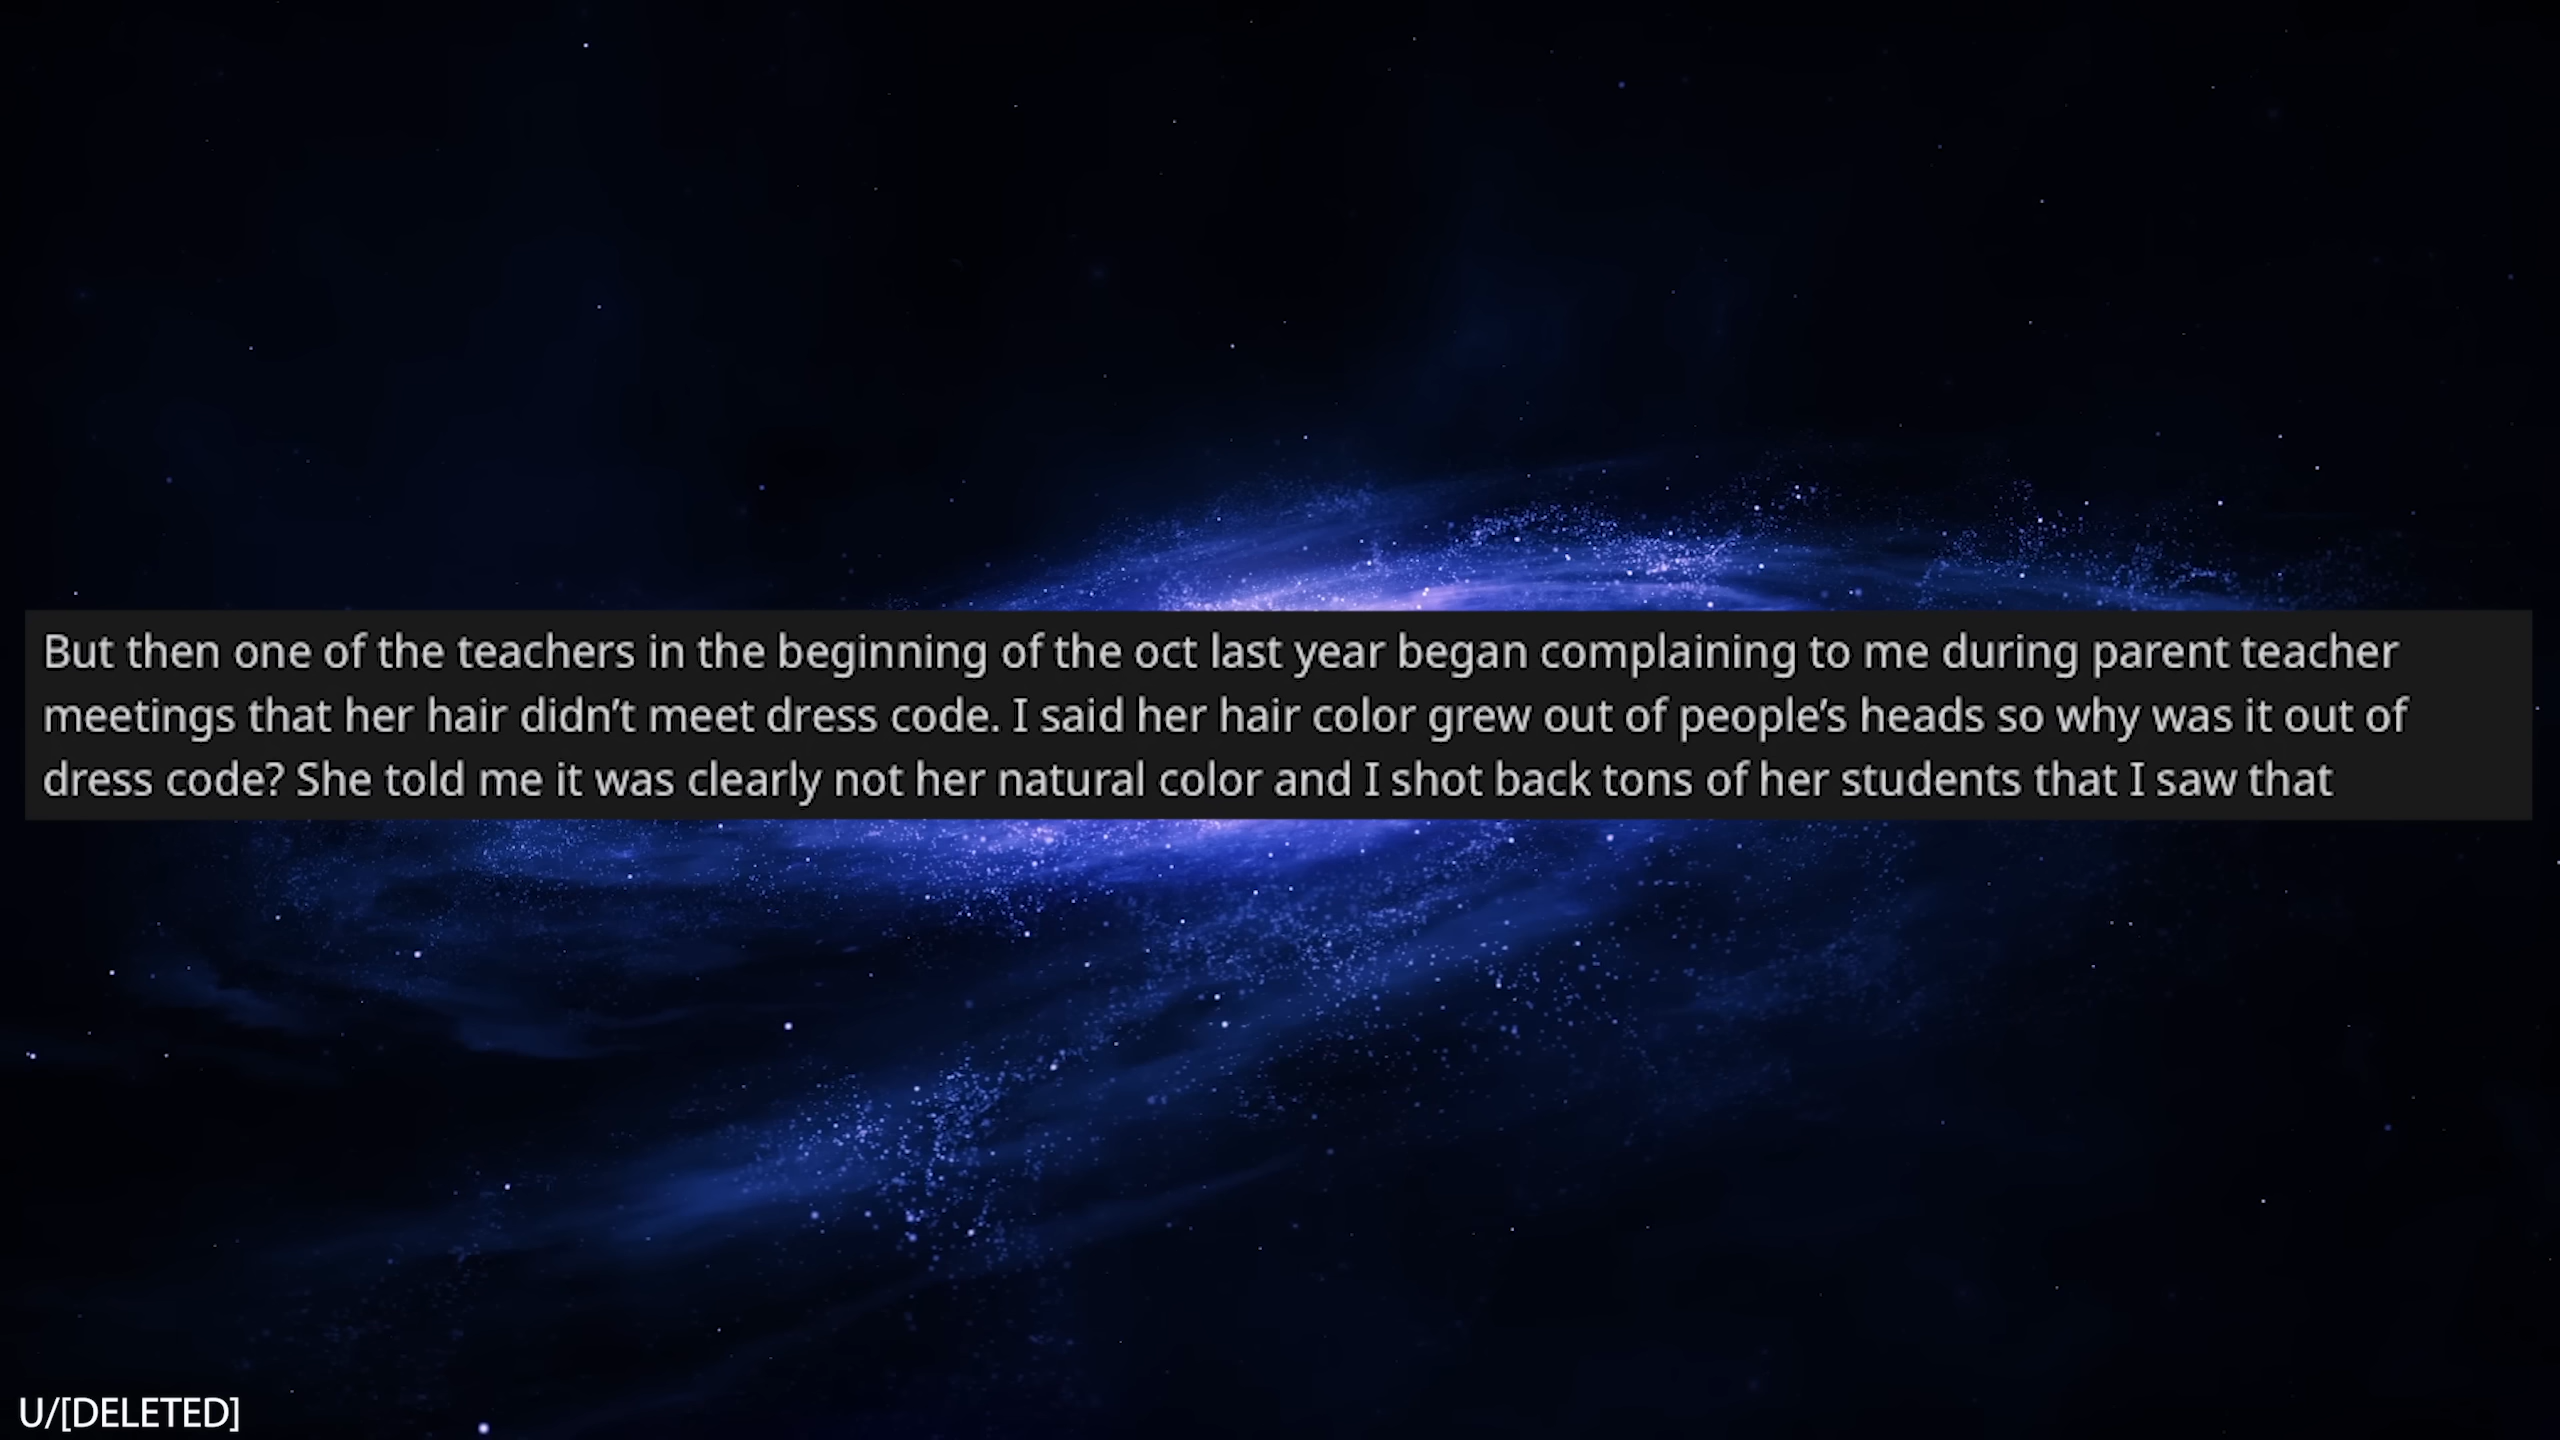 But then one of the teachers in the beginning of the oct last year began complaining to me during parent teacher
meetings that her hair didn’t meet dress code. I said her hair color grew out of people’s heads so why was it out of
dress code? She told me it was clearly not her natural color and I shot back tons of her students that I saw that
U/[DELETED]